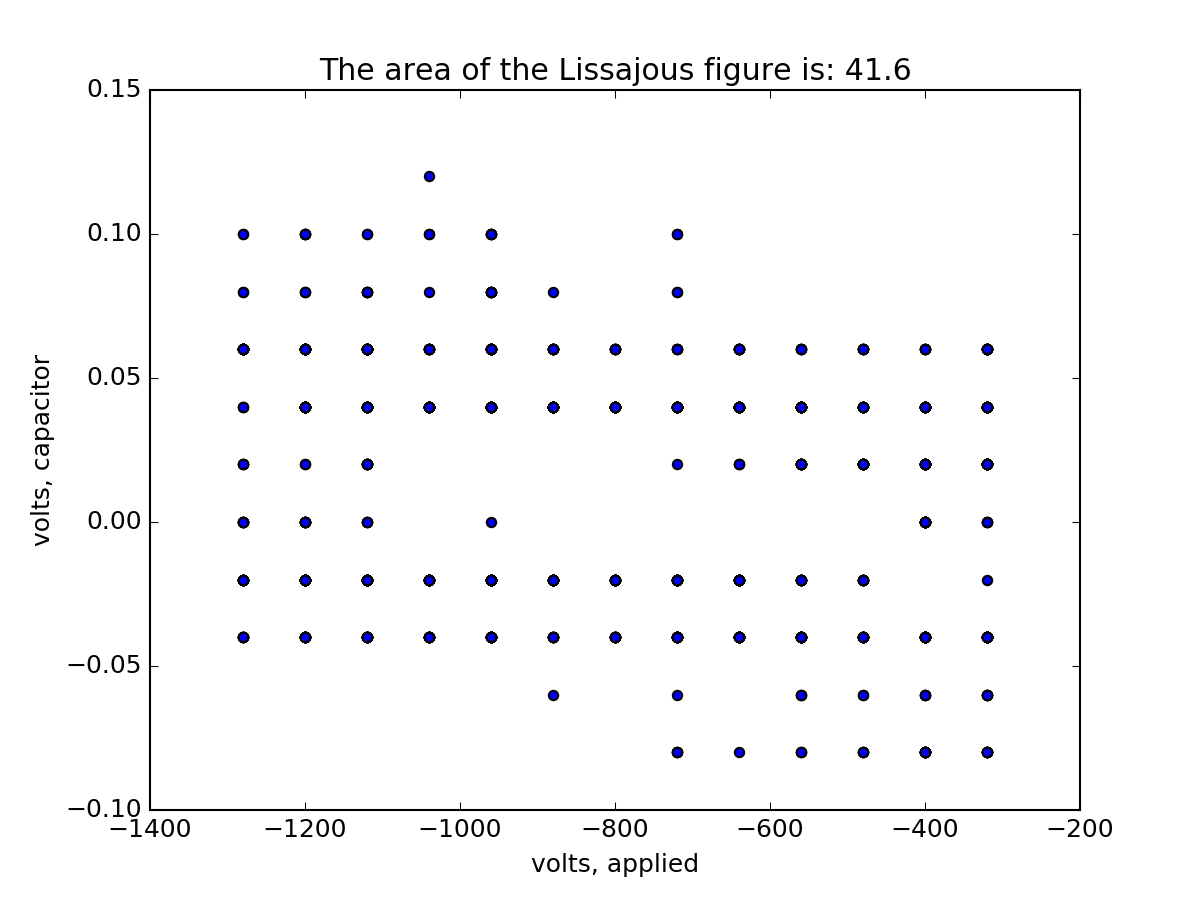 The area of the Lissajous figure is: 41.6
0.15
0.10
0.05
0.00
−0.05
−0.10
volts, capacitor
−1400 −1200 −1000 −800 −600 −400 −200
volts, applied